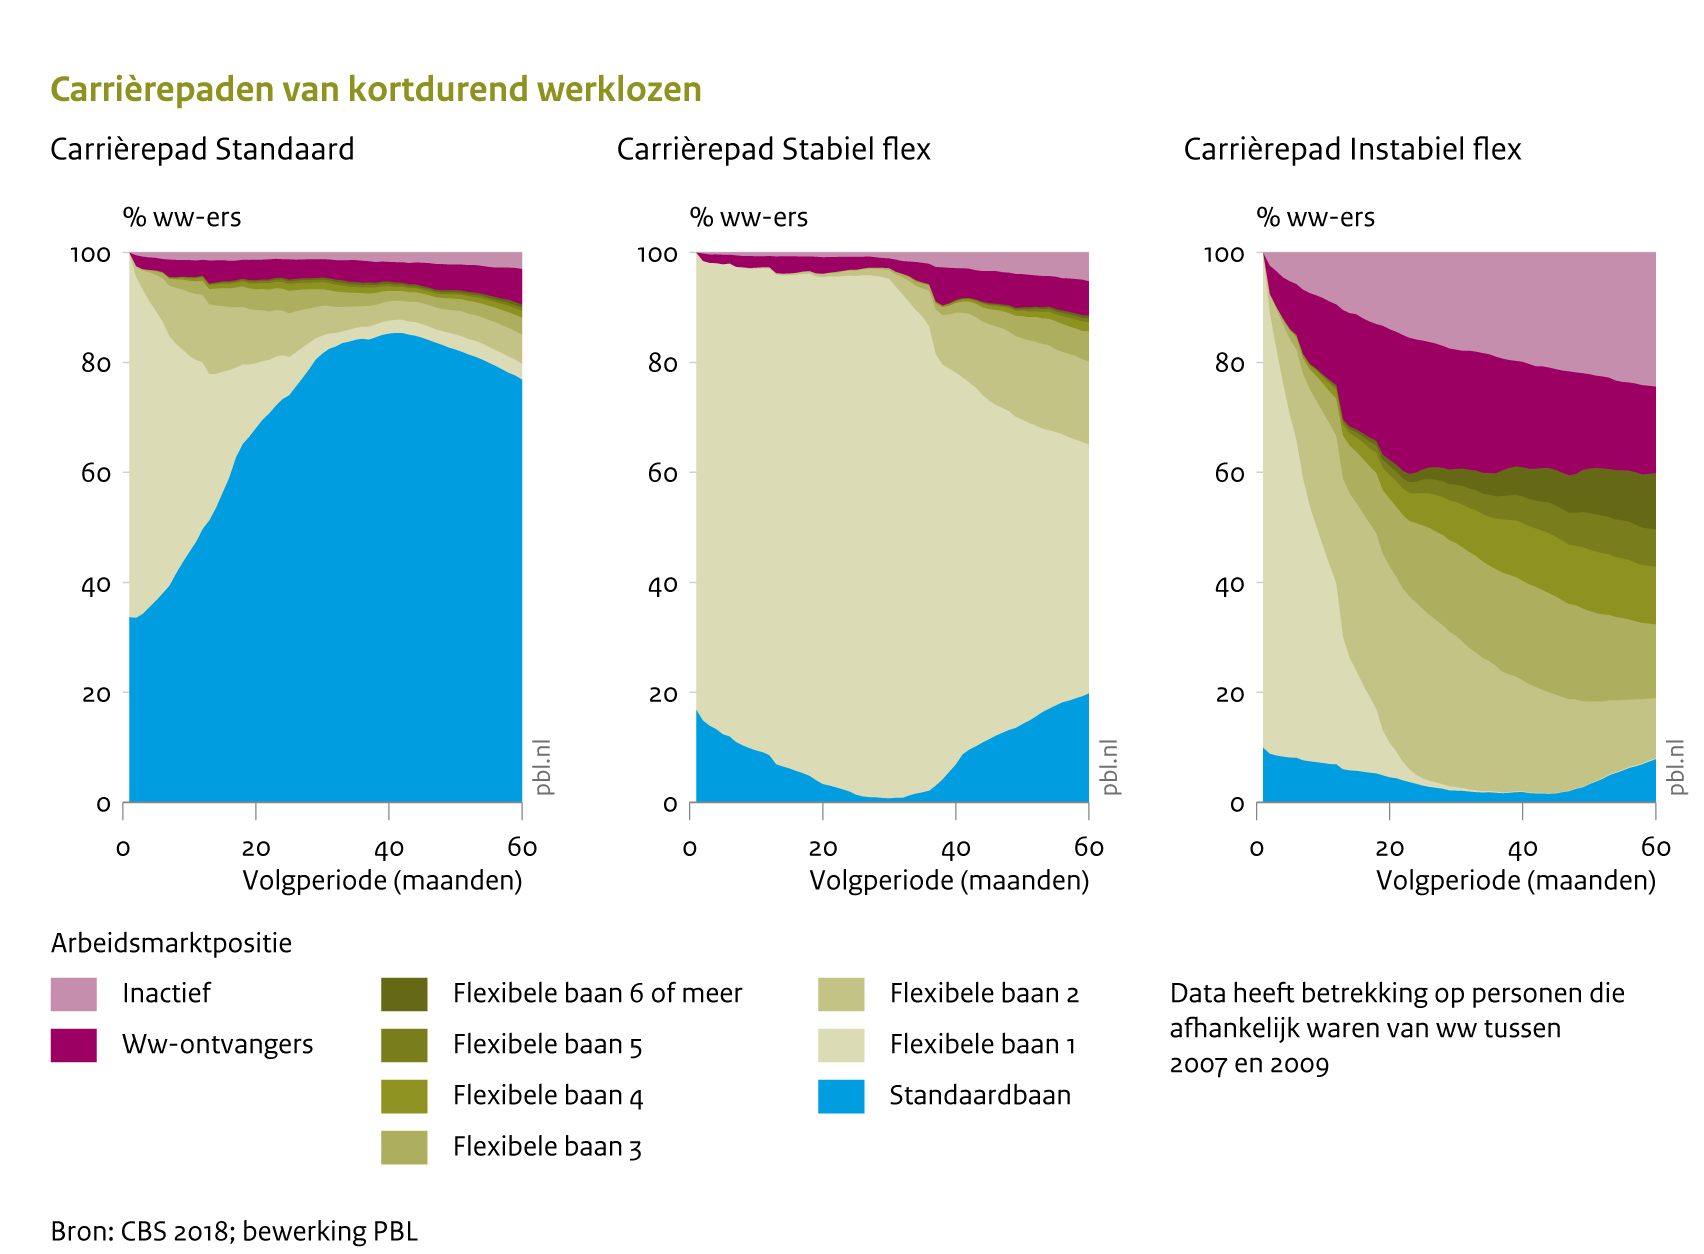 Carrièrepaden van kortdurend werklozen
Carrièrepad Standaard
% ww-ers
100
80
60
40
20
0
0 20 40 60
Volgperiode (maanden)
pbl.nl
Carrièrepad Stabiel flex
% ww-ers
100
80
60
40
20
0
0 20 40 60
Volgperiode (maanden)
pbl.nl
Carrièrepad Instabiel flex
% ww-ers
100
80
60
40
20
0
0 20 40 60
Volgperiode (maanden)
pbl.nl
Arbeidsmarktpositie
Inactief
Ww-ontvangers
Flexibele baan 6 of meer
Flexibele baan 5
Flexibele baan 4
Flexibele baan 3
Flexibele baan 2
Flexibele baan 1
Standaardbaan
Data heeft betrekking op personen die
afhankelijk waren van ww tussen
2007 en 2009
Bron: CBS 2018; bewerking PBL